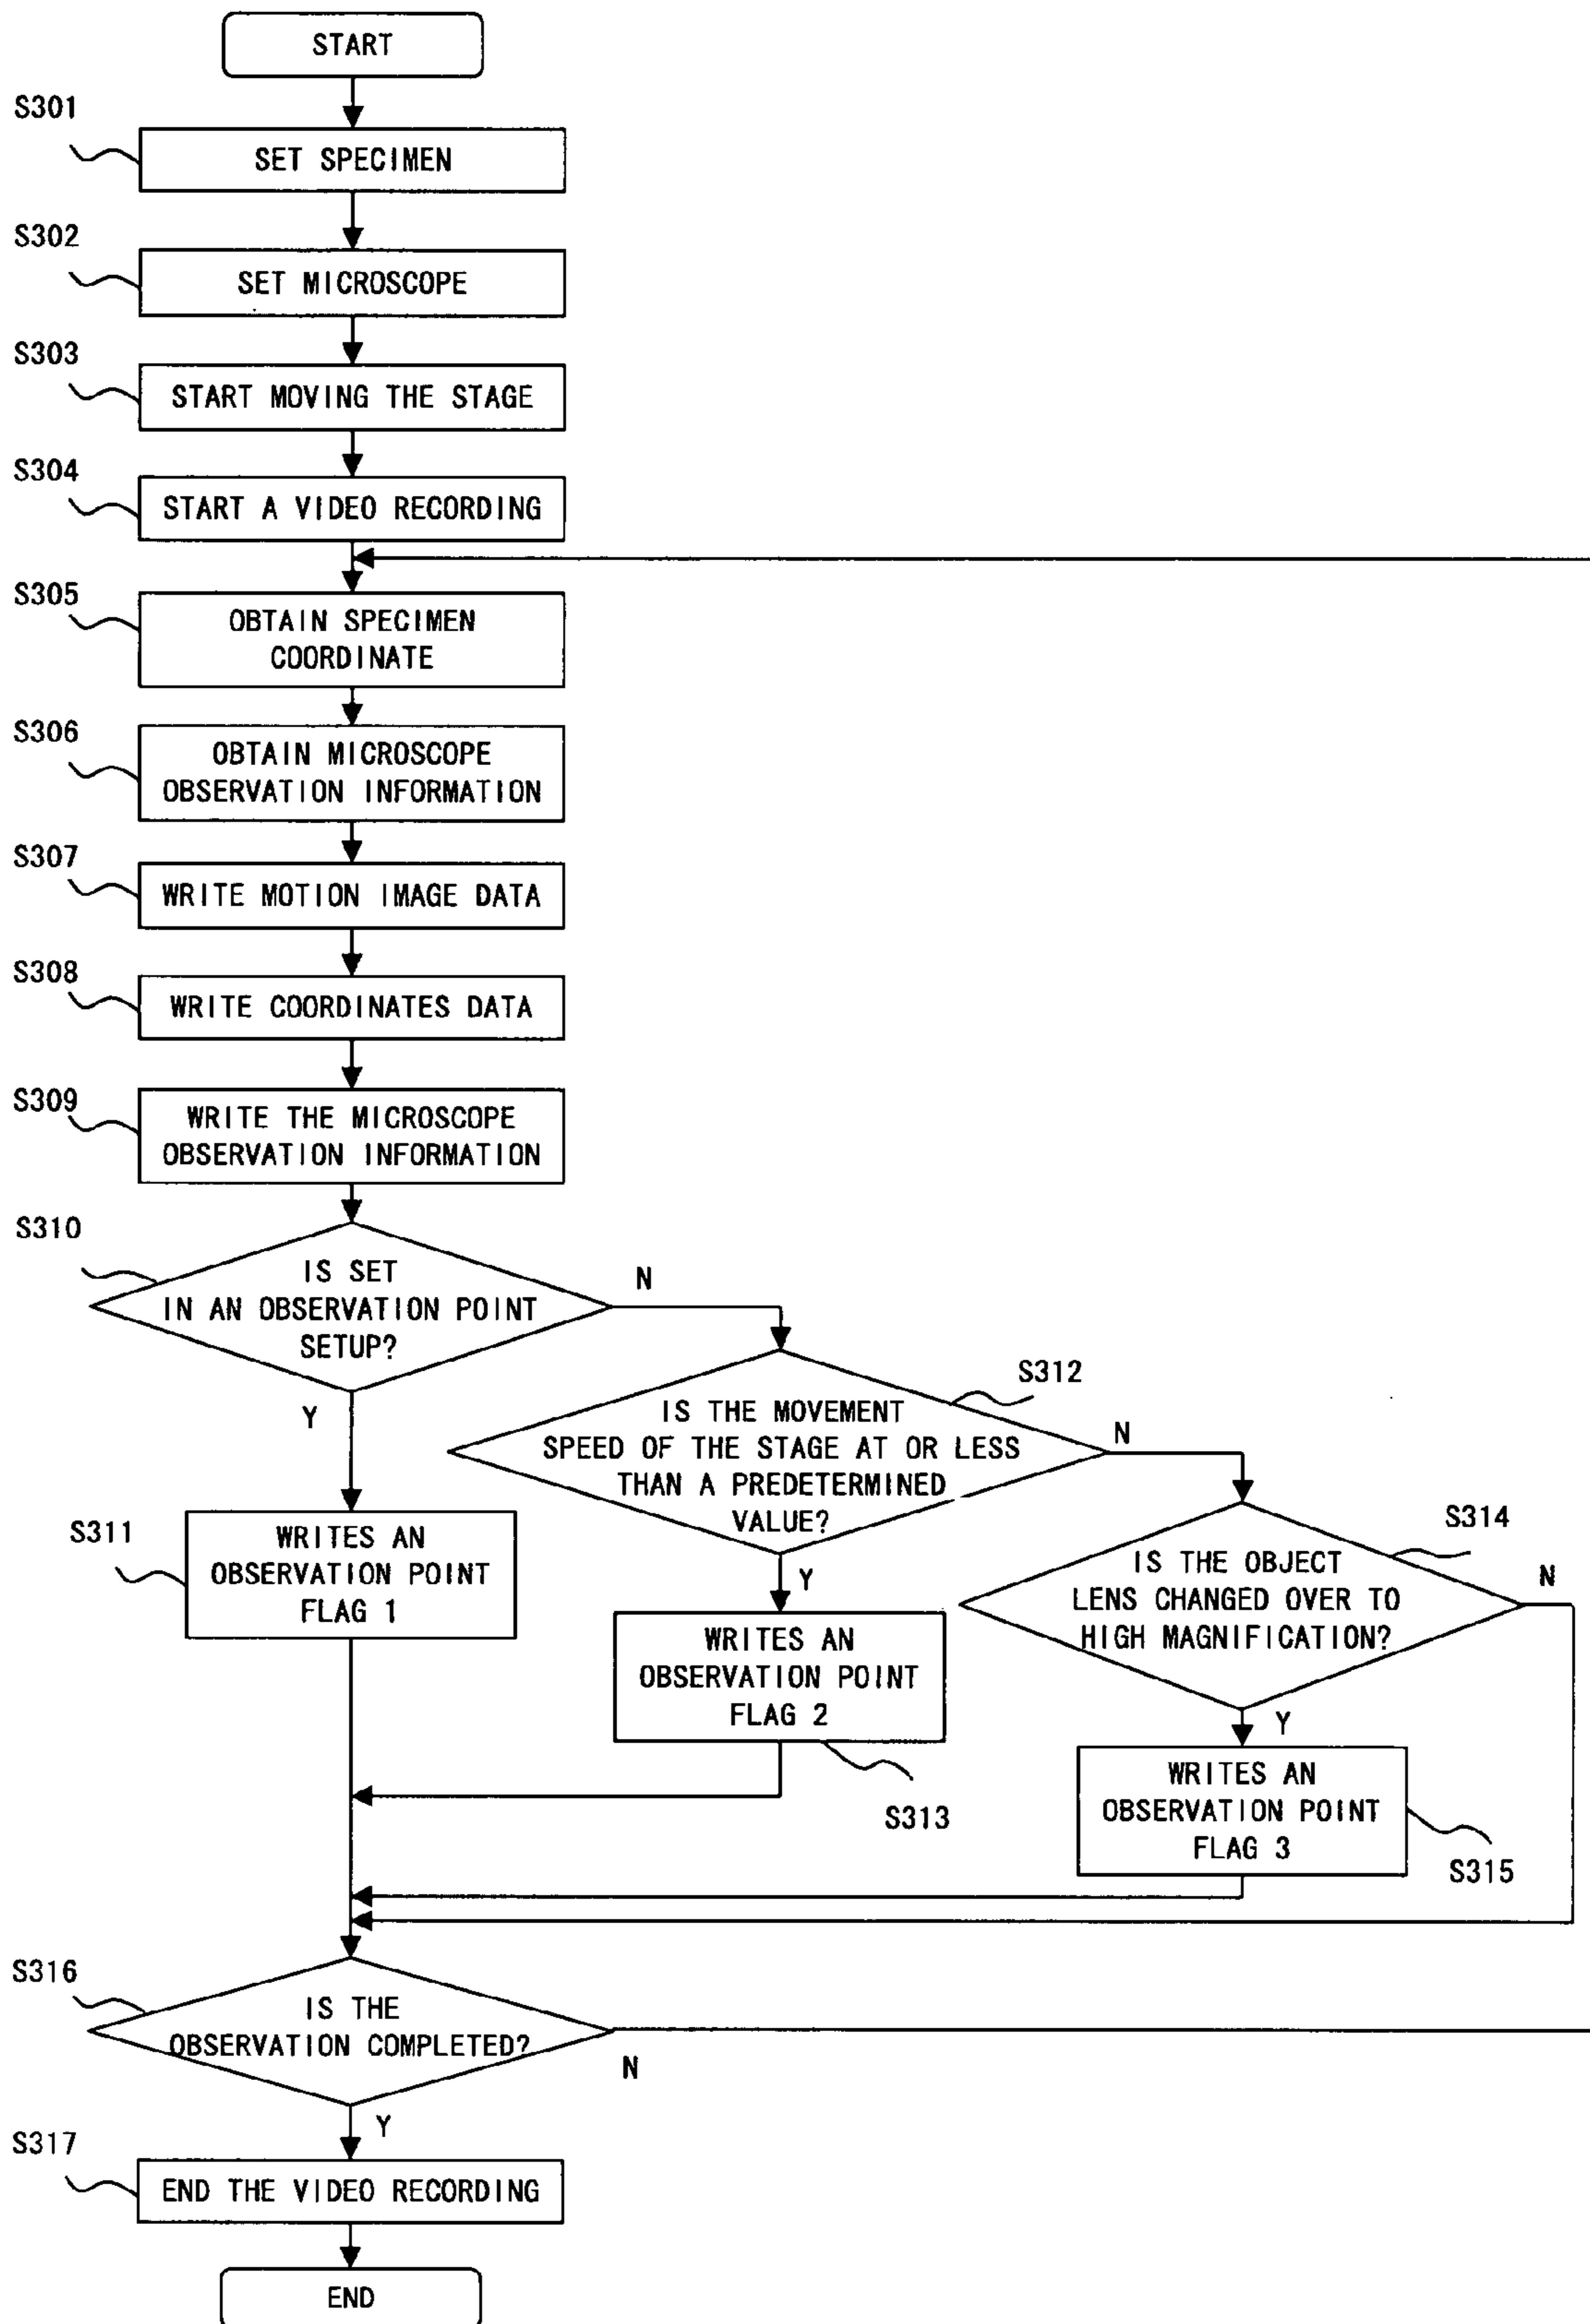 START
S301
SET SPECIMEN
S302
SET MICROSCOPE
S303
START MOVING THE STAGE
S304
START A VIDEO RECORDING
S305
OBTAIN SPECIMEN
COORDINATE
S306
OBTAIN MICROSCOPE
OBSERVATION INFORMATION
S307
WRITE MOTION IMAGE DATA
S308
WRITE COORDINATES DATA
S309
WRITE THE MICROSCOPE
OBSERVATION INFORMATION
S310
IS SET
IN AN OBSERVATION POINT
SETUP?
N
Y
S312
IS THE MOVEMENT
SPEED OF THE STAGE AT OR LESS
THAN A PREDETERMINED
VALUE?
N
Y
S311
WRITES AN
OBSERVATION POINT
FLAG 1
S314
IS THE OBJECT
LENS CHANGED OVER TO
HIGH MAGNIFICATION?
N
Y
WRITES AN
OBSERVATION POINT
FLAG 2
S313
WRITES AN
OBSERVATION POINT
FLAG 3
S315
S316
IS THE
OBSERVATION COMPLETED?
N
Y
S317
END THE VIDEO RECORDING
END